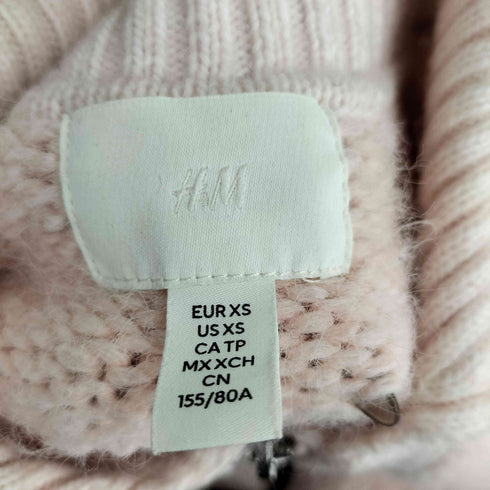 H&M
EUR XS
US XS
CA TP
MX XCH
CN
155/80A